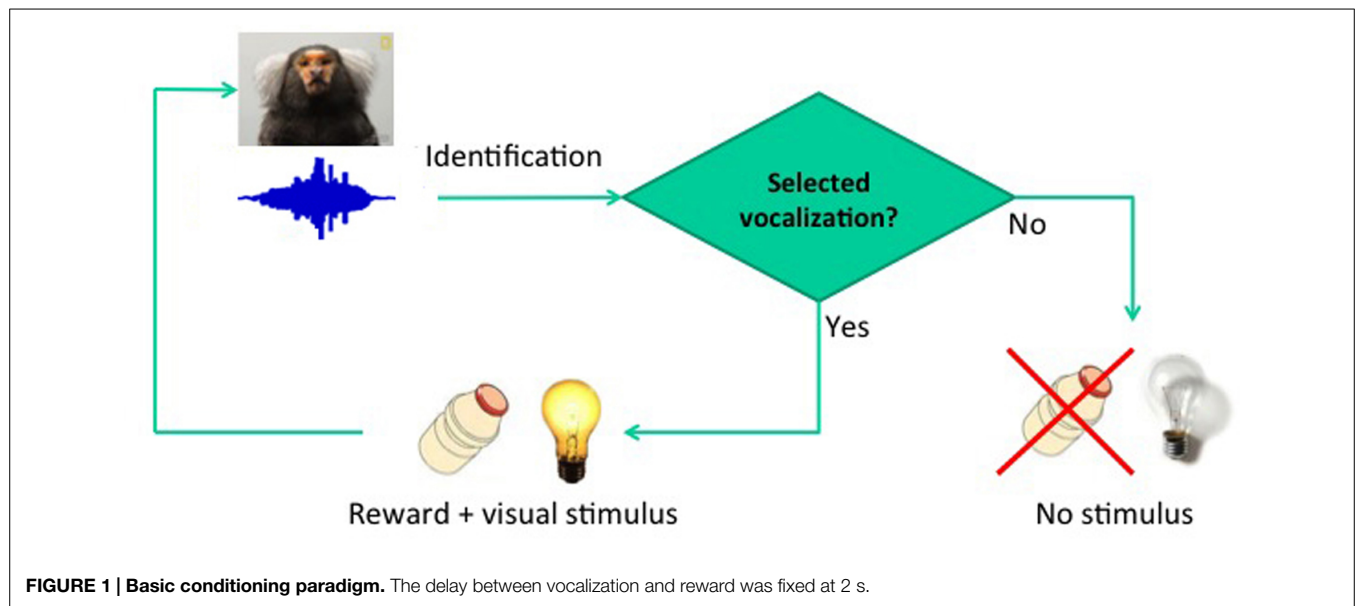 Identification
Selected
vocalization?
No
Yes
Reward + visual stimulus
No stimulus
FIGURE 1 | Basic conditioning paradigm. The delay between vocalization and reward was fixed at 2 s.